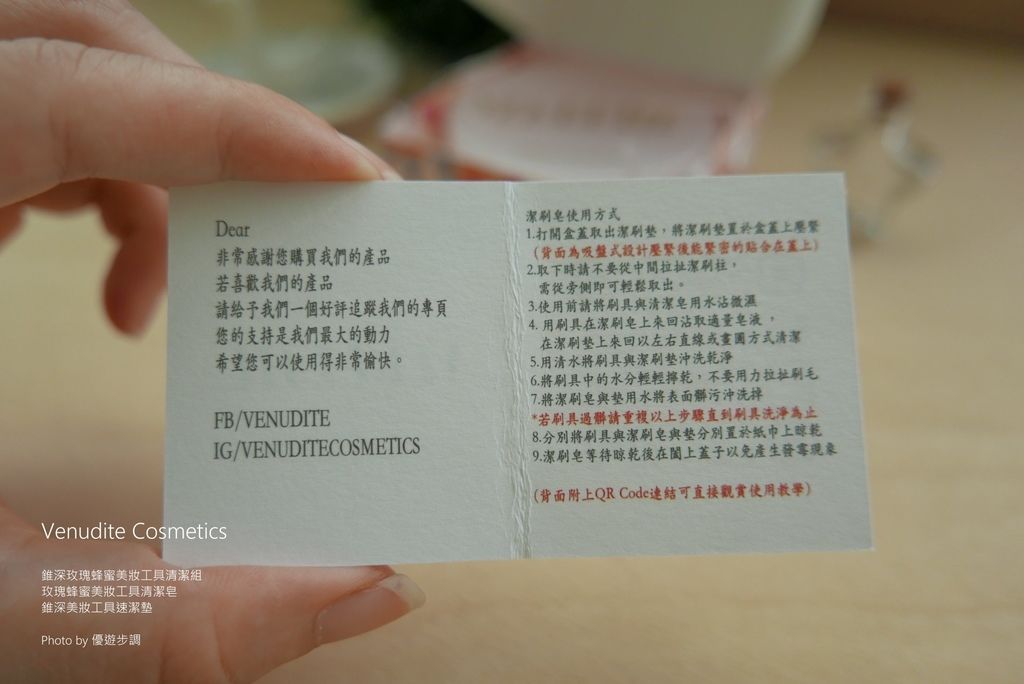 Dear
非常感謝您購買我們的產品
若喜歡我們的產品
請給予我們一個好評追蹤我們的專頁
您的支持是我們最大的動力
希望您可以使用得非常愉快。
FB/VENUDITE
IG/VENUDITECOSMETICS
潔刷皂使用方式
1.打開盒蓋取出潔刷墊，將潔刷墊置於盒蓋上壓緊
(背面為吸盤式設計壓緊後能緊密的貼合在蓋上)
2.取下時請不要從中間拉扯潔刷柱，
需從旁側即可輕鬆取出。
3.使用前請將刷具與清潔皂用水沾微濕
4. 用刷具在潔刷皂上來回沾取適量皂液，
在潔刷墊上來回以左右直線或畫圓方式清潔
5.用清水將刷具與潔刷墊沖洗乾淨
6.將刷具中的水分輕輕擰乾，不要用力拉扯刷毛
7.將潔刷皂與墊用水將表面髒污沖洗掉
*若刷具過髒請重複以上步驟直到刷具洗淨為止
8.分別將刷具與潔刷皂與墊分別置於紙巾上晾乾
9.潔刷皂等待晾乾後在闔上蓋子以免產生發霉現象
(背面附上QR Code連結可直接觀賞使用教學)
Venudite Cosmetics
錐深玫瑰蜂蜜美妝工具清潔組
玫瑰蜂蜜美妝工具清潔皂
錐深美妝工具速潔墊
Photo by 優遊步調